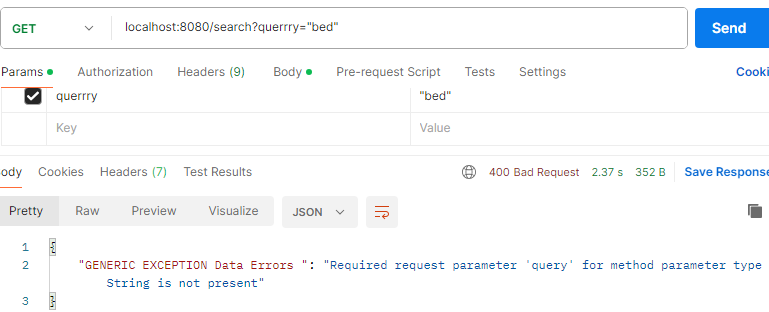 GET localhost:8080/search?querrry="bed" Send
Params Authorization Headers (9) Body Pre-request Script Tests Settings Cooki
querrry "bed"
Key Value
ody Cookies Headers (7) Test Results 400 Bad Request 2.37 s 352 B Save Response
Pretty Raw Preview Visualize JSON
1 {
2 "GENERIC EXCEPTION Data Errors ": "Required request parameter 'query' for method parameter type
String is not present"
3 }